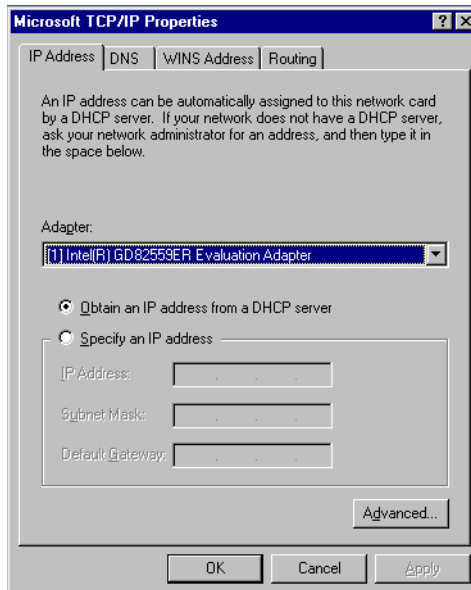 Microsoft TCP/IP Properties
IP Address DNS WINS Address Routing
An IP address can be automatically assigned to this network card
by a DHCP server. If your network does not have a DHCP server,
ask your network administrator for an address, and then type it in
the space below.
Adapter:
[1] Intel(R) GD82559ER Evaluation Adapter
Obtain an IP address from a DHCP server
Specify an IP address
IP Address:
Subnet Mask:
Default Gateway:
Advanced...
OK Cancel Apply